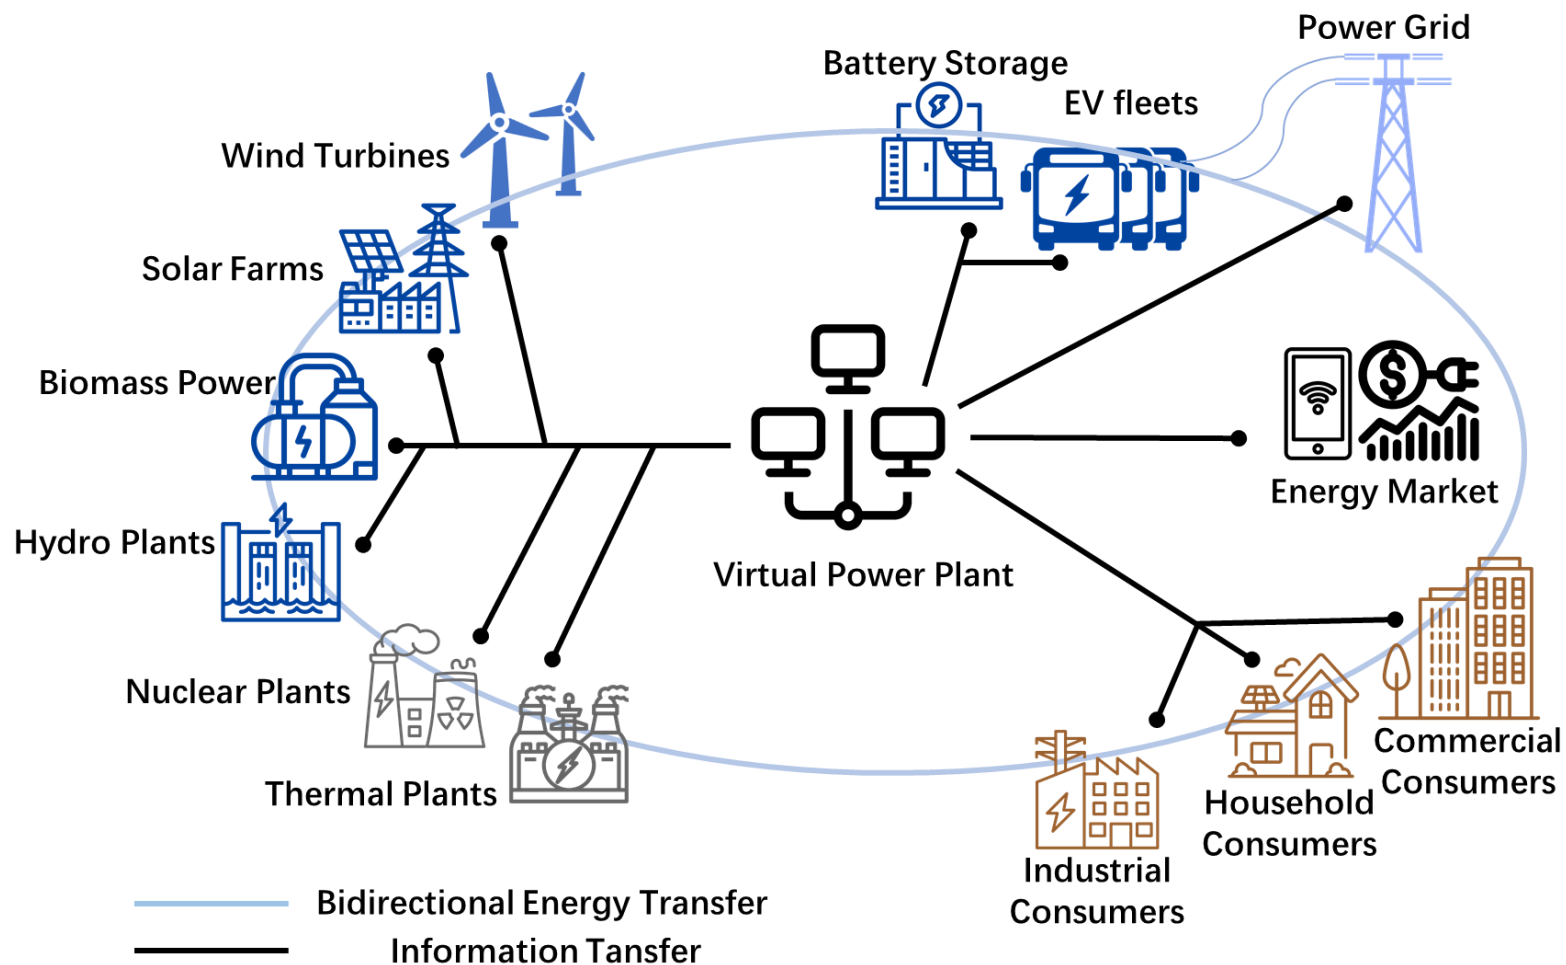 Power Grid
Battery Storage
EV fleets
Wind Turbines
Solar Farms
Biomass Power
Energy Market
Hydro Plants
Virtual Power Plant
Nuclear Plants
Thermal Plants
Commercial
Consumers
Household
Consumers
Industrial
Consumers
Bidirectional Energy Transfer
Information Tansfer